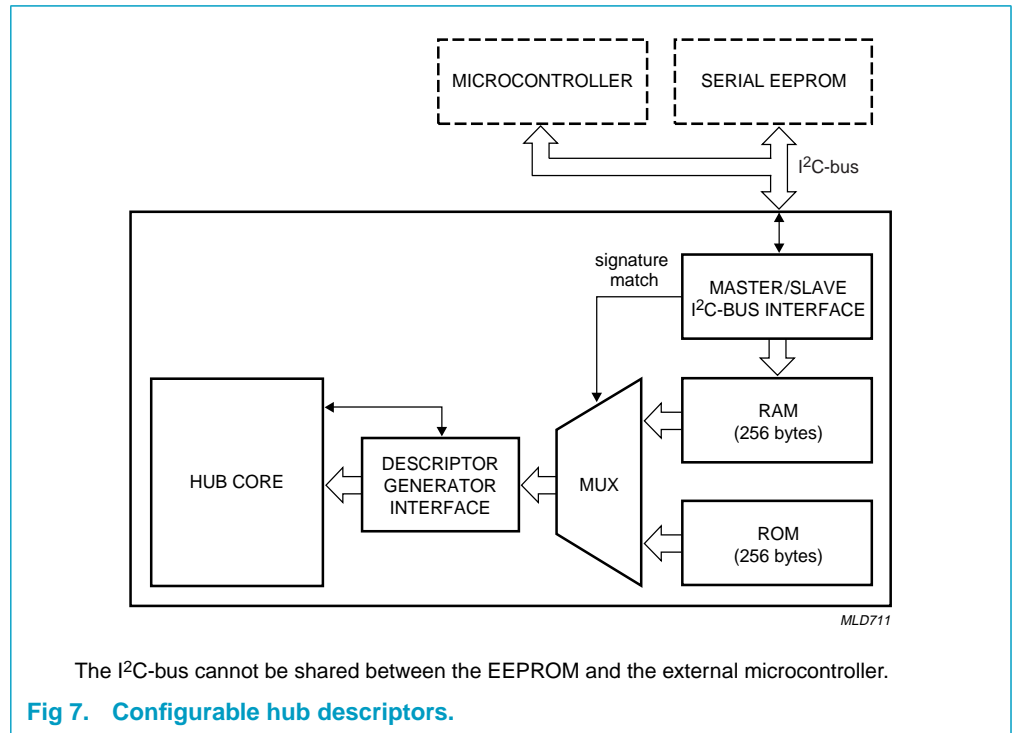 MICROCONTROLLER
SERIAL EEPROM
I2C-bus
signature
match
MASTER/SLAVE
I2C-BUS INTERFACE
RAM
(256 bytes)
HUB CORE
DESCRIPTOR
GENERATOR
INTERFACE
MUX
ROM
(256 bytes)
MLD711
The I2C-bus cannot be shared between the EEPROM and the external microcontroller.
Fig 7. Configurable hub descriptors.